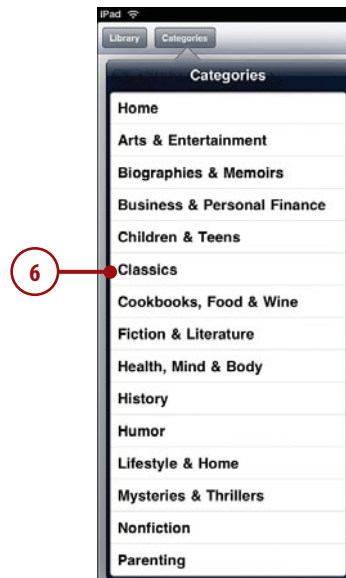 iPad
Library Categories
Categories
Home
Arts & Entertainment
Biographies & Memoirs
Business & Personal Finance
Children & Teens
6
Classics
Cookbooks, Food & Wine
Fiction & Literature
Health, Mind & Body
History
Humor
Lifestyle & Home
Mysteries & Thrillers
Nonfiction
Parenting